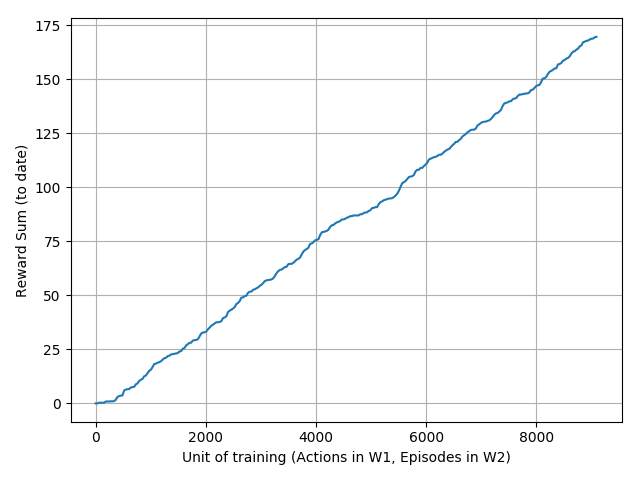 175
150
125
100
75
50
25
0
Reward Sum (to date)
0 2000 4000 6000 8000
Unit of training (Actions in W1, Episodes in W2)